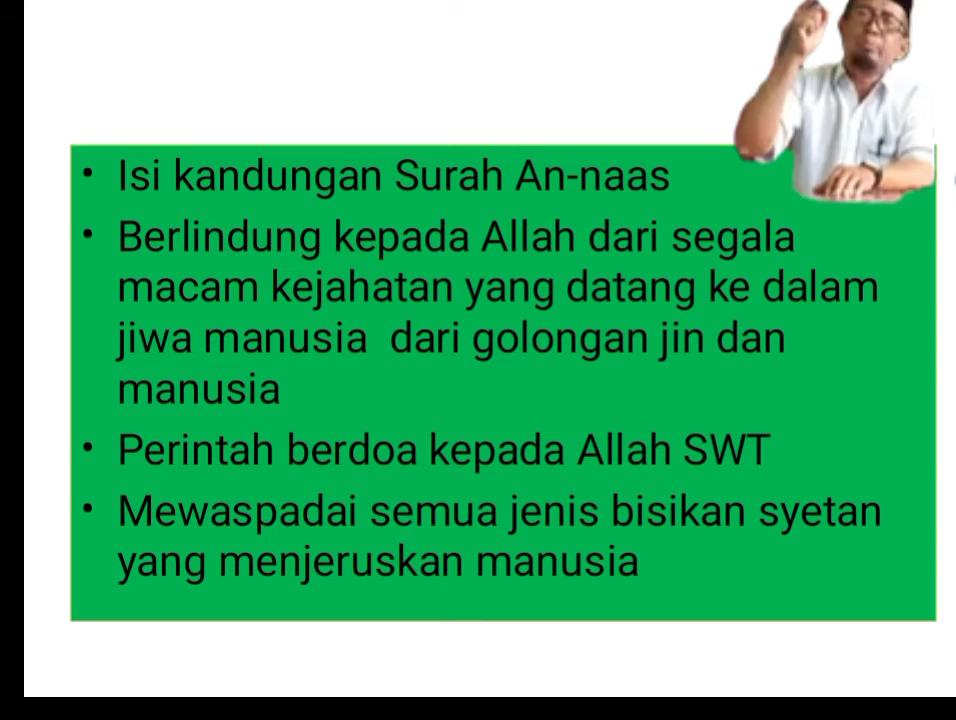 • Isi kandungan Surah An-naas
• Berlindung kepada Allah dari segala
macam kejahatan yang datang ke dalam
jiwa manusia  dari golongan jin dan
manusia
• Perintah berdoa kepada Allah SWT
• Mewaspadai semua jenis bisikan syetan
yang menjeruskan manusia